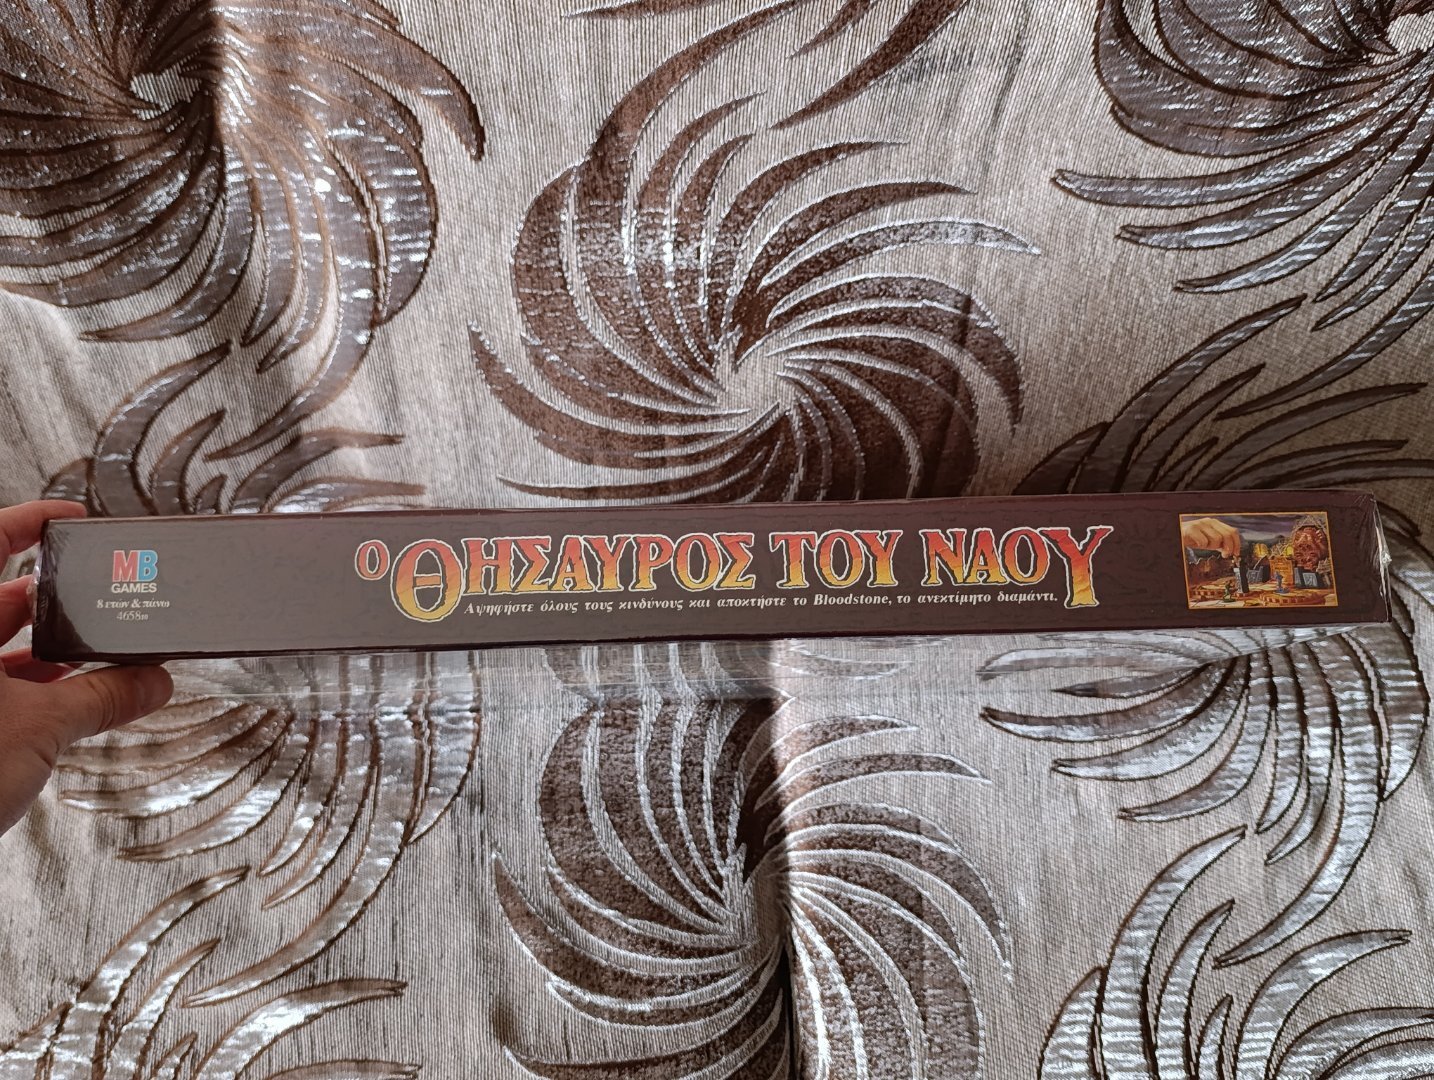 MB
GAMES
8 ετών & πάνω
465830
Ο ΘΗΣΑΥΡΟΣ ΤΟΥ ΝΑΟΥ
Αψηφήστε όλους τους κινδύνους και αποκτήστε το Bloodstone, το ανεκτίμητο διαμάντι.